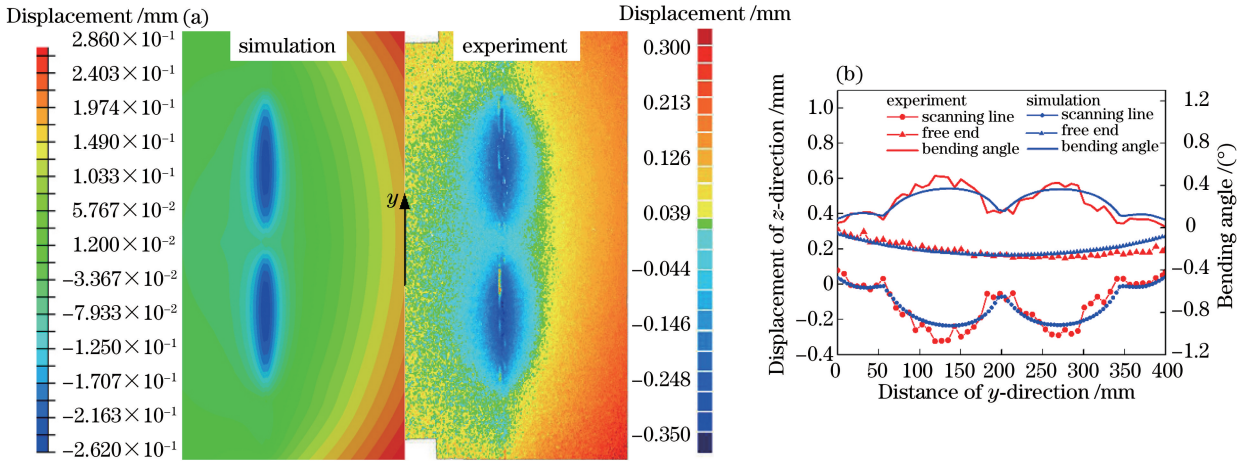 Displacement /mm (a)
2.860×10⁻¹
2.403×10⁻¹
1.974×10⁻¹
1.490×10⁻¹
1.033×10⁻¹
5.767×10⁻²
1.200×10⁻²
−3.367×10⁻²
−7.933×10⁻²
−1.250×10⁻¹
−1.707×10⁻¹
−2.163×10⁻¹
−2.620×10⁻¹
simulation
experiment
y
Displacement /mm
0.300
0.213
0.126
0.039
−0.044
−0.146
−0.248
−0.350
(b)
Displacement of z-direction /mm
1.0
0.8
0.6
0.4
0.2
0
−0.2
−0.4
experiment simulation
scanning line scanning line
free end free end
bending angle bending angle
1.2
0.8
0.4
0
−0.4
−0.8
−1.2
Bending angle /(°)
0 50 100 150 200 250 300 350 400
Distance of y-direction /mm